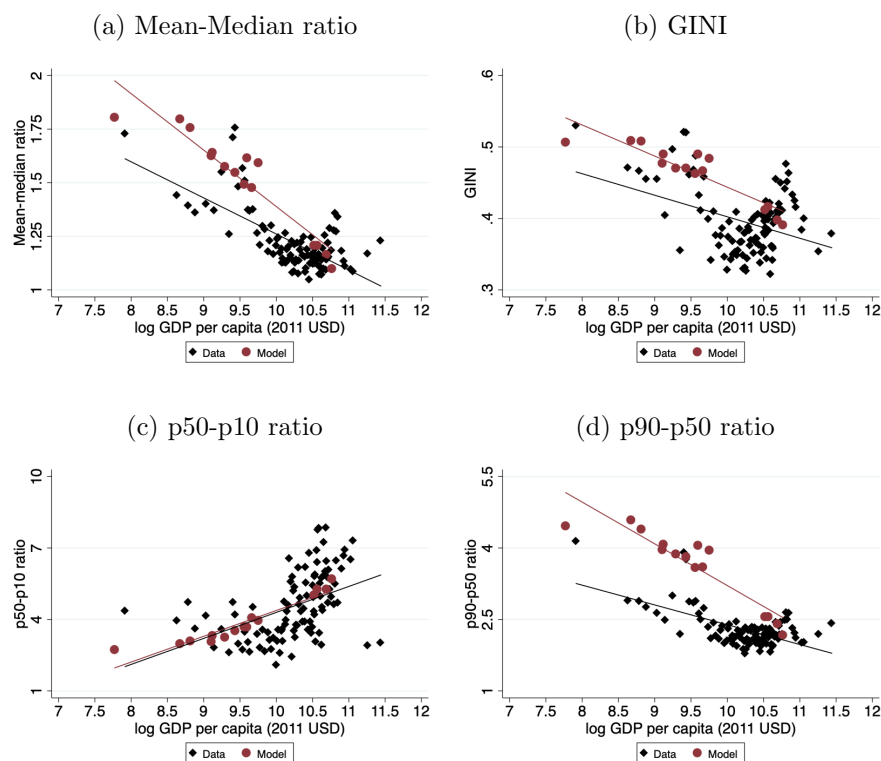 (a) Mean-Median ratio
(b) GINI
Mean-median ratio
2
1.75
1.5
1.25
1
7 7.5 8 8.5 9 9.5 10 10.5 11 11.5 12
log GDP per capita (2011 USD)
Data Model
GINI
.6
.5
.4
.3
7 7.5 8 8.5 9 9.5 10 10.5 11 11.5 12
log GDP per capita (2011 USD)
Data Model
(c) p50-p10 ratio
(d) p90-p50 ratio
p50-p10 ratio
10
7
4
1
7 7.5 8 8.5 9 9.5 10 10.5 11 11.5 12
log GDP per capita (2011 USD)
Data Model
p90-p50 ratio
5.5
4
2.5
1
7 7.5 8 8.5 9 9.5 10 10.5 11 11.5 12
log GDP per capita (2011 USD)
Data Model